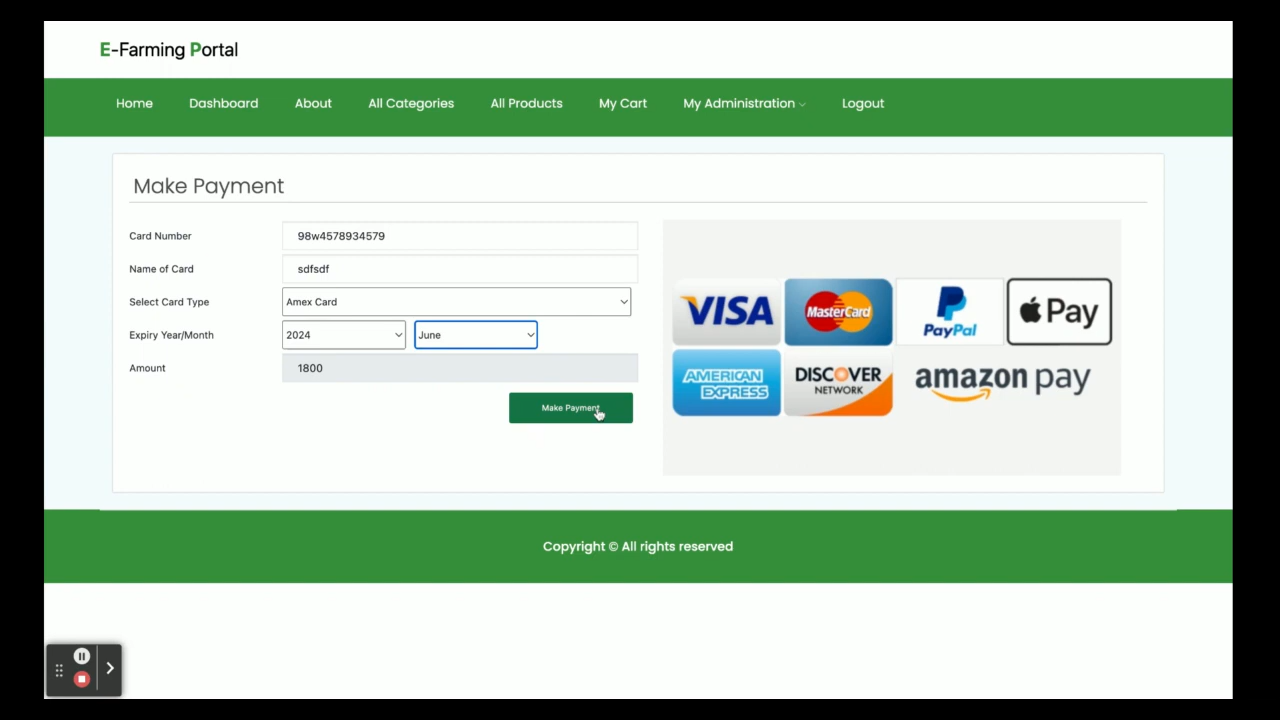 E-Farming Portal
Home Dashboard About All Categories All Products My Cart My Administration Logout
Make Payment
Card Number 98w4578934579
Name of Card sdfsdf
Select Card Type Amex Card
Expiry Year/Month 2024 June
Amount 1800
Make Payment
VISA MasterCard PayPal Pay
AMERICAN EXPRESS DISCOVER NETWORK amazon pay
Copyright © All rights reserved